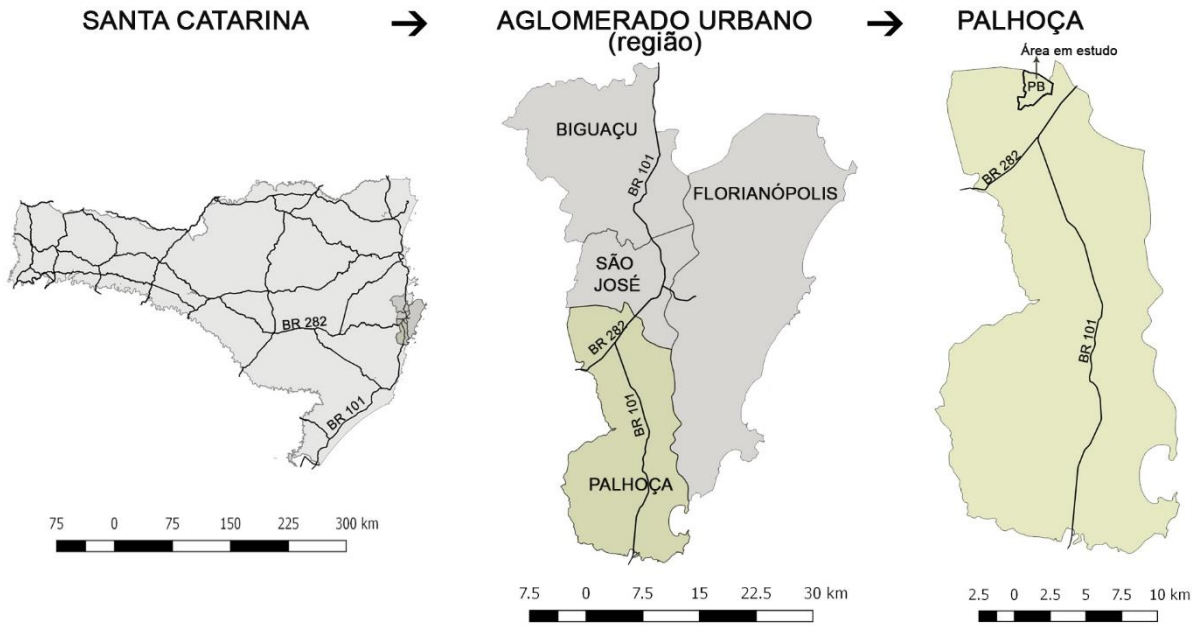 SANTA CATARINA → AGLOMERADO URBANO → PALHOÇA
(região)
Área em estudo
PB
BIGUAÇU
BR 101
FLORIANÓPOLIS
BR 282
SÃO
JOSÉ
BR 282
BR 101
PALHOÇA
BR 282
BR 101
BR 101
75 0 75 150 225 300 km
7.5 0 7.5 15 22.5 30 km
2.5 0 2.5 5 7.5 10 km